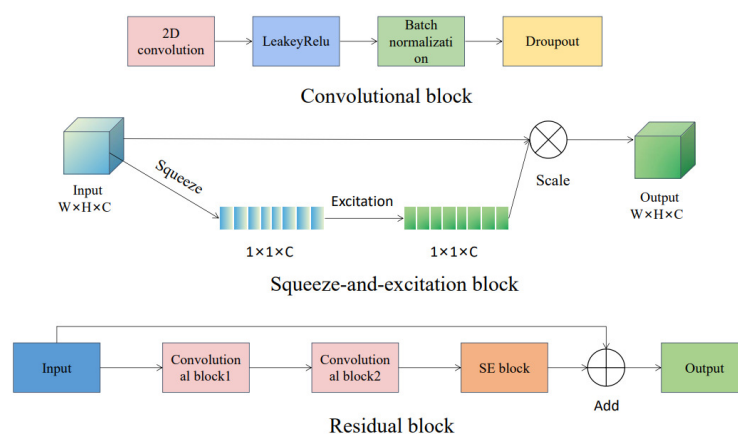 2D
convolution
LeakeyRelu
Batch
normalizati
on
Droupout
Convolutional block
Input
W×H×C
Squeeze
Excitation
1×1×C
1×1×C
Scale
Output
W×H×C
Squeeze-and-excitation block
Input
Convolution
al block1
Convolution
al block2
SE block
Add
Output
Residual block